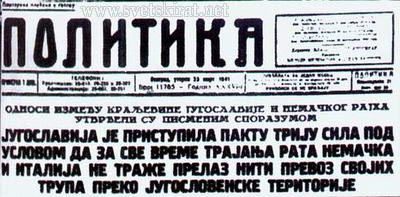 www.svetskirat.net
ПОЛИТИКА
ТЕЛЕФОНИ
ПОЛИТИКА
ОДНОСИ ИЗМЕЂУ КРАЉЕВИНЕ ЈУГОСЛАВИЈЕ И НЕМАЧКОГ РАЈХА
УТВРЂЕНИ СУ ПИСМЕНИМ СПОРАЗУМОМ
ЈУГОСЛАВИЈА ЈЕ ПРИСТУПИЛА ПАКТУ ТРИЈУ СИЛА ПОД
УСЛОВОМ ДА ЗА СВЕ ВРЕМЕ ТРАЈАЊА РАТА НЕМАЧКА
И ИТАЛИЈА НЕ ТРАЖЕ ПРЕЛАЗ НИТИ ПРЕВОЗ СВОЈИХ
ТРУПА ПРЕКО ЈУГОСЛОВЕНСКЕ ТЕРИТОРИЈЕ